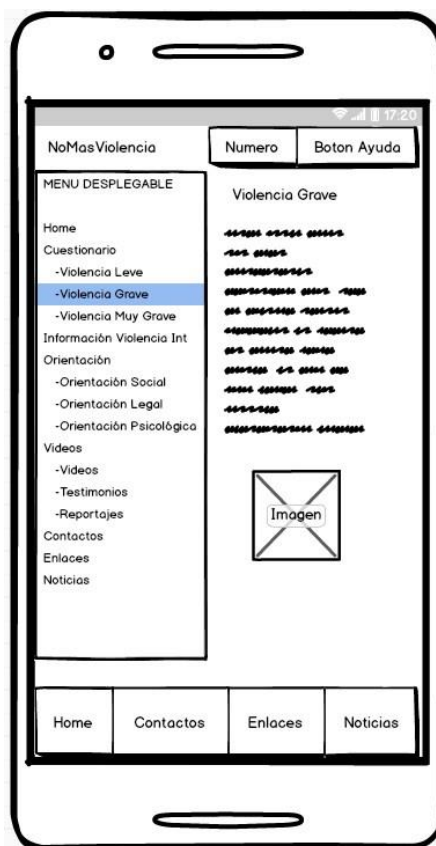 17:20
NoMasViolencia
Numero
Boton Ayuda
MENU DESPLEGABLE
Home
Cuestionario
-Violencia Leve
-Violencia Grave
-Violencia Muy Grave
Información Violencia Int
Orientación
-Orientación Social
-Orientación Legal
-Orientación Psicológica
Videos
-Videos
-Testimonios
-Reportajes
Contactos
Enlaces
Noticias
Violencia Grave
Imagen
Home
Contactos
Enlaces
Noticias